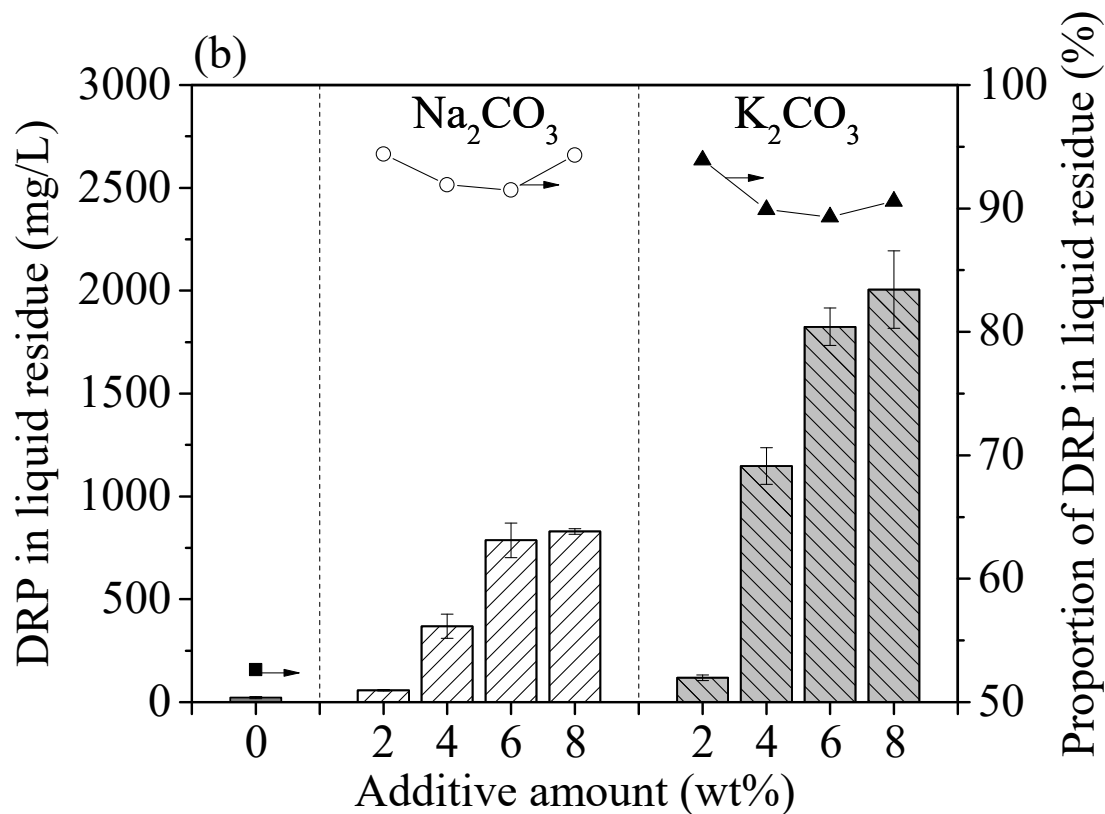 (b)
DRP in liquid residue (mg/L)
3000
2500
2000
1500
1000
500
0
Na₂CO₃
K₂CO₃
100
90
80
70
60
50
Proportion of DRP in liquid residue (%)
0 2 4 6 8 2 4 6 8
Additive amount (wt%)